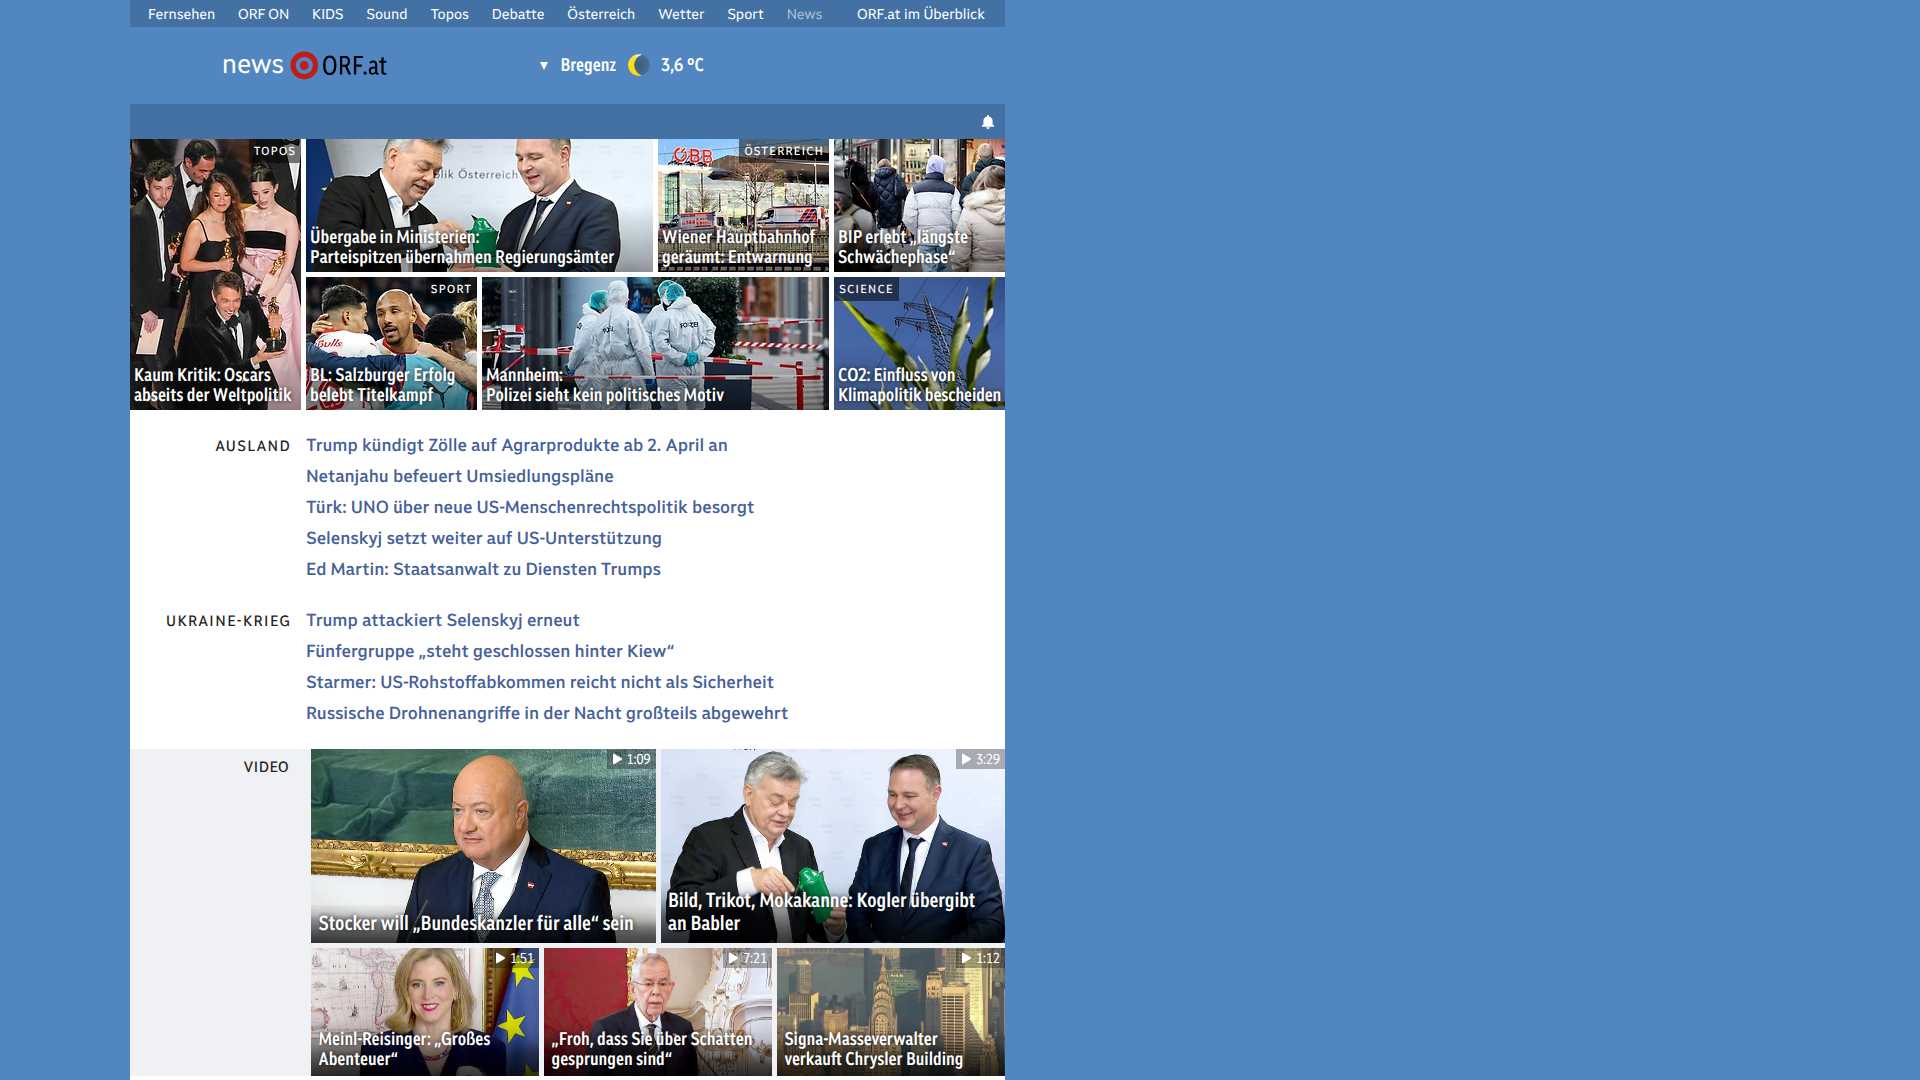 Fernsehen ORF ON KIDS Sound Topos Debatte Österreich Wetter Sport News ORF.at im Überblick
news ORF.at
Bregenz 3,6 °C
TOPOS
Kaum Kritik: Oscars
abseits der Weltpolitik
blik Österreich
Übergabe in Ministerien:
Parteispitzen übernahmen Regierungsämter
ÖBB
ÖSTERREICH
Wiener Hauptbahnhof
geräumt: Entwarnung
BIP erlebt „längste
Schwächephase“
SPORT
BL: Salzburger Erfolg
belebt Titelkampf
POLIZEI
Mannheim:
Polizei sieht kein politisches Motiv
SCIENCE
CO2: Einfluss von
Klimapolitik bescheiden
AUSLAND
Trump kündigt Zölle auf Agrarprodukte ab 2. April an
Netanjahu befeuert Umsiedlungspläne
Türk: UNO über neue US-Menschenrechtspolitik besorgt
Selenskyj setzt weiter auf US-Unterstützung
Ed Martin: Staatsanwalt zu Diensten Trumps
UKRAINE-KRIEG
Trump attackiert Selenskyj erneut
Fünfergruppe „steht geschlossen hinter Kiew“
Starmer: US-Rohstoffabkommen reicht nicht als Sicherheit
Russische Drohnenangriffe in der Nacht großteils abgewehrt
VIDEO
1:09
Stocker will „Bundeskanzler für alle“ sein
3:29
Bild, Trikot, Mokakanne: Kogler übergibt
an Babler
1:51
Meinl-Reisinger: „Großes
Abenteuer“
7:21
„Froh, dass Sie über Schatten
gesprungen sind“
1:12
Signa-Masseverwalter
verkauft Chrysler Building